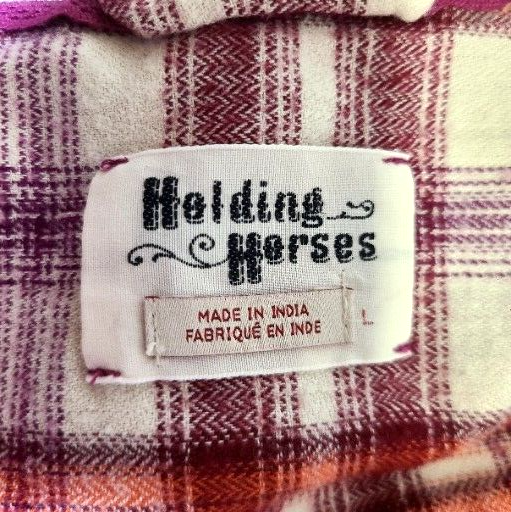 Holding
Horses
MADE IN INDIA
FABRIQUÉ EN INDE
L